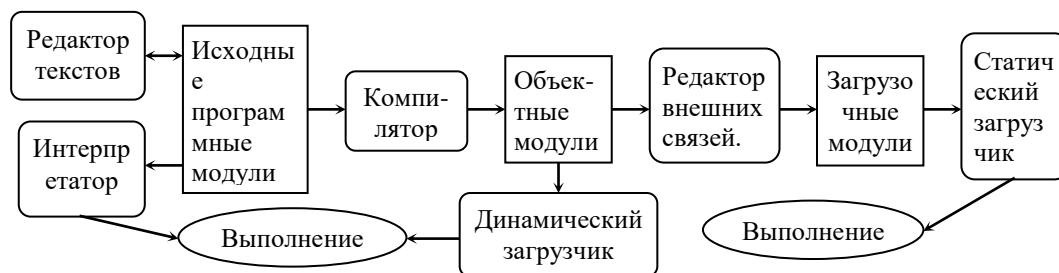 Редактор
текстов
Исходны
е
програм
мные
модули
Интерпр
етатор
Компи-
лятор
Объек-
тные
модули
Редактор
внешних
связей.
Загрузо
чные
модули
Статич
еский
загруз
чик
Выполнение
Динамический
загрузчик
Выполнение